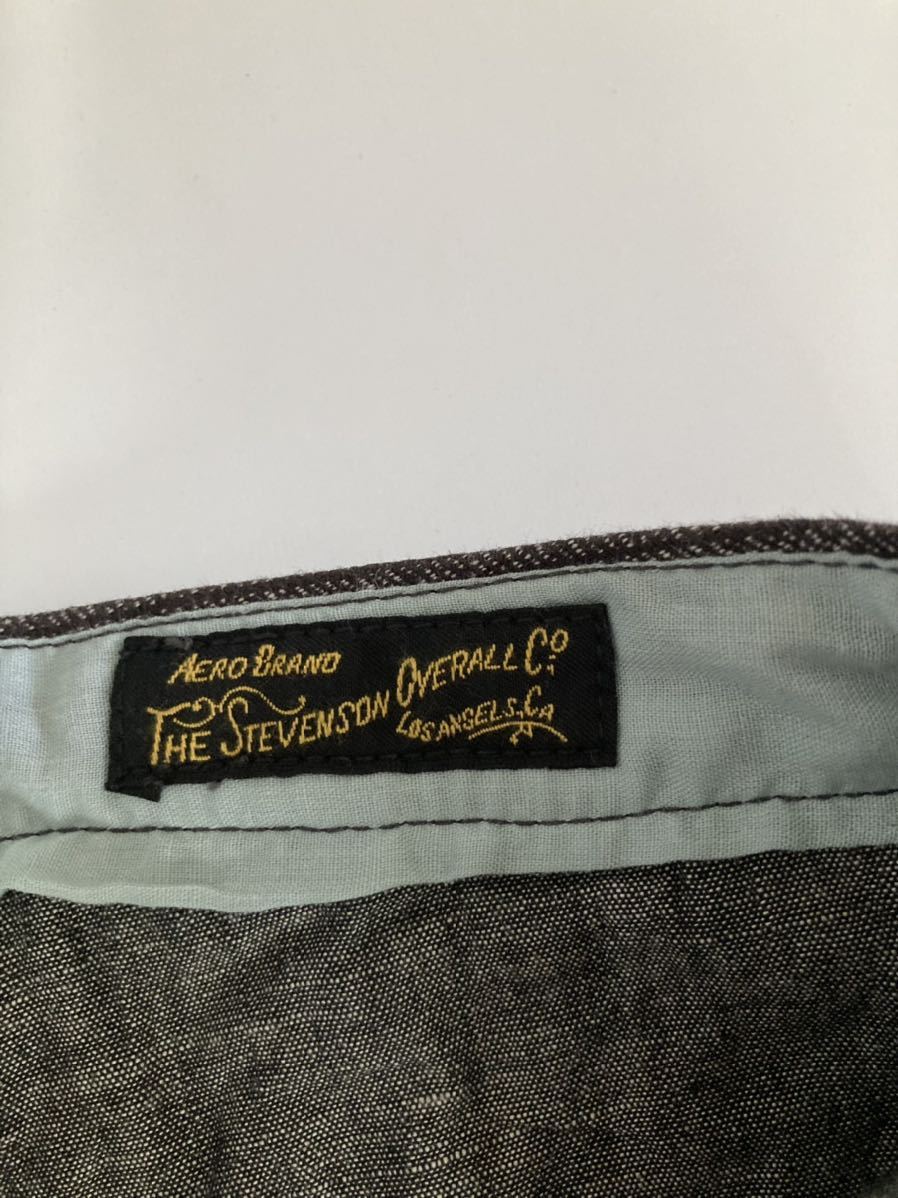 AERO BRAND
THE STEVENSON OVERALL Co.
LOS ANGELS. CA